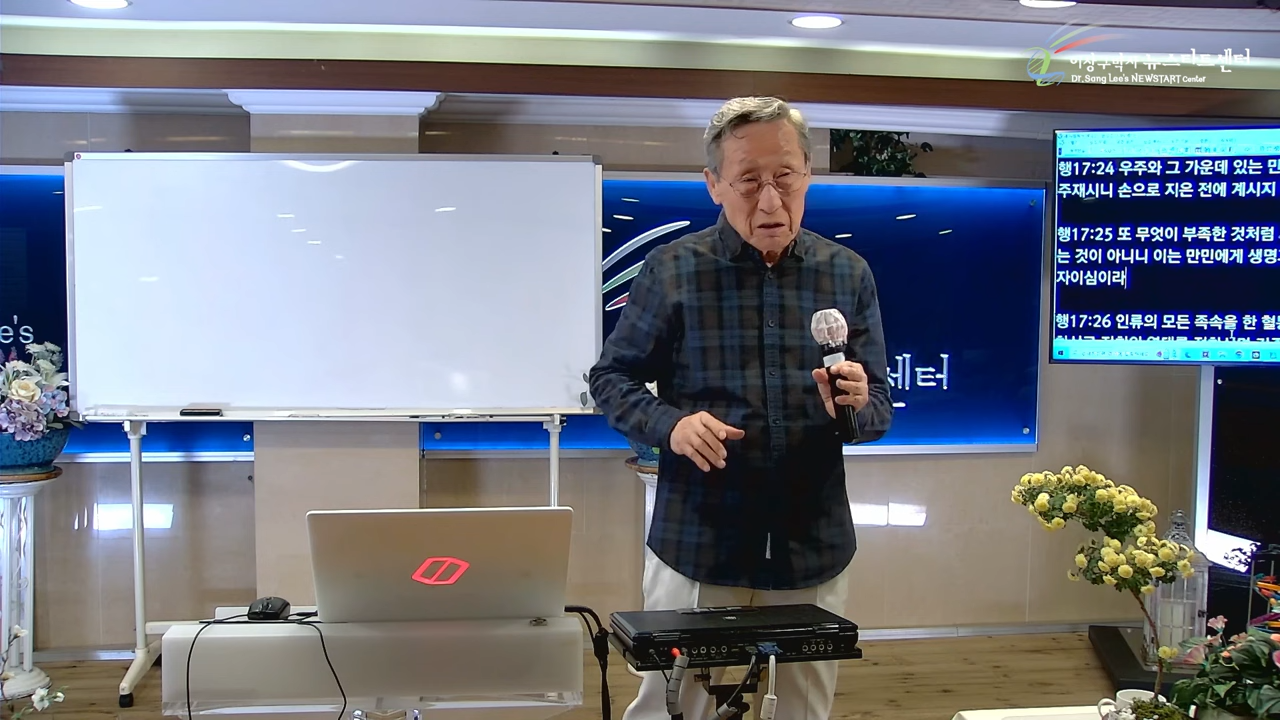 이상구박사 뉴스타트센터
Dr. Sang Lee's NEWSTART Center
행17:24 우주와 그 가운데 있는 만
주재시니 손으로 지은 전에 계시지
행17:25 또 무엇이 부족한 것처럼
는 것이 아니니 이는 만민에게 생명
자이심이라
행17:26 인류의 모든 족속을 한 혈
ee's
센터